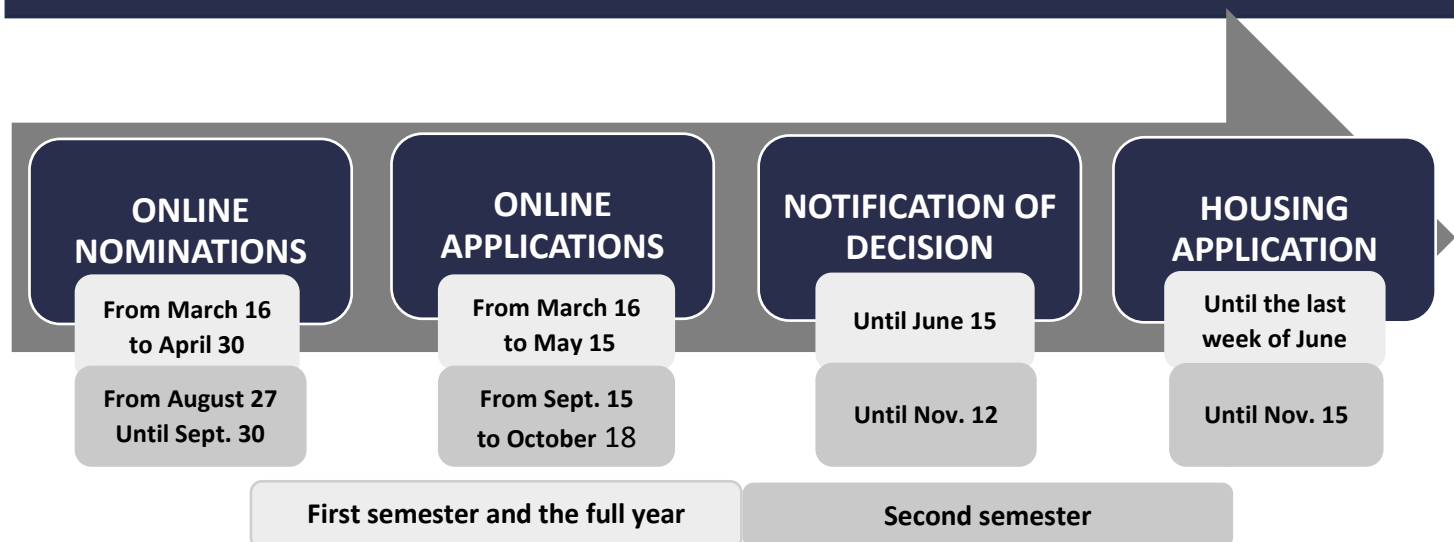 ONLINE
NOMINATIONS
From March 16
to April 30
From August 27
Until Sept. 30
ONLINE
APPLICATIONS
From March 16
to May 15
From Sept. 15
to October 18
NOTIFICATION OF
DECISION
Until June 15
Until Nov. 12
HOUSING
APPLICATION
Until the last
week of June
Until Nov. 15
First semester and the full year
Second semester